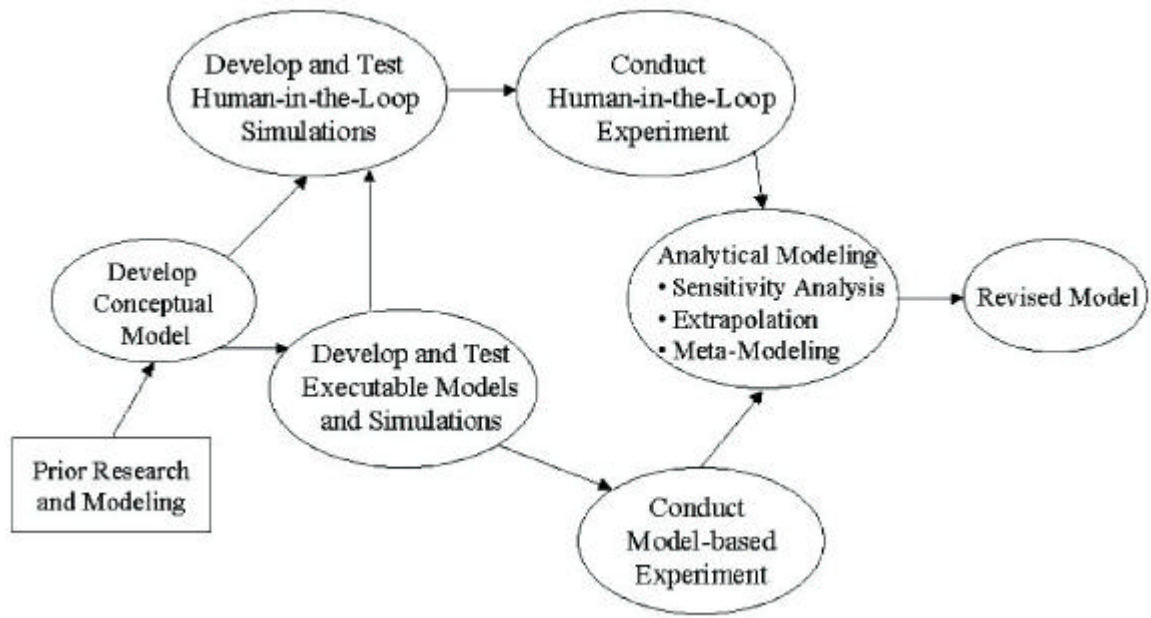 Develop and Test
Human-in-the-Loop
Simulations
Conduct
Human-in-the-Loop
Experiment
Develop
Conceptual
Model
Analytical Modeling
• Sensitivity Analysis
• Extrapolation
• Meta-Modeling
Revised Model
Develop and Test
Executable Models
and Simulations
Prior Research
and Modeling
Conduct
Model-based
Experiment